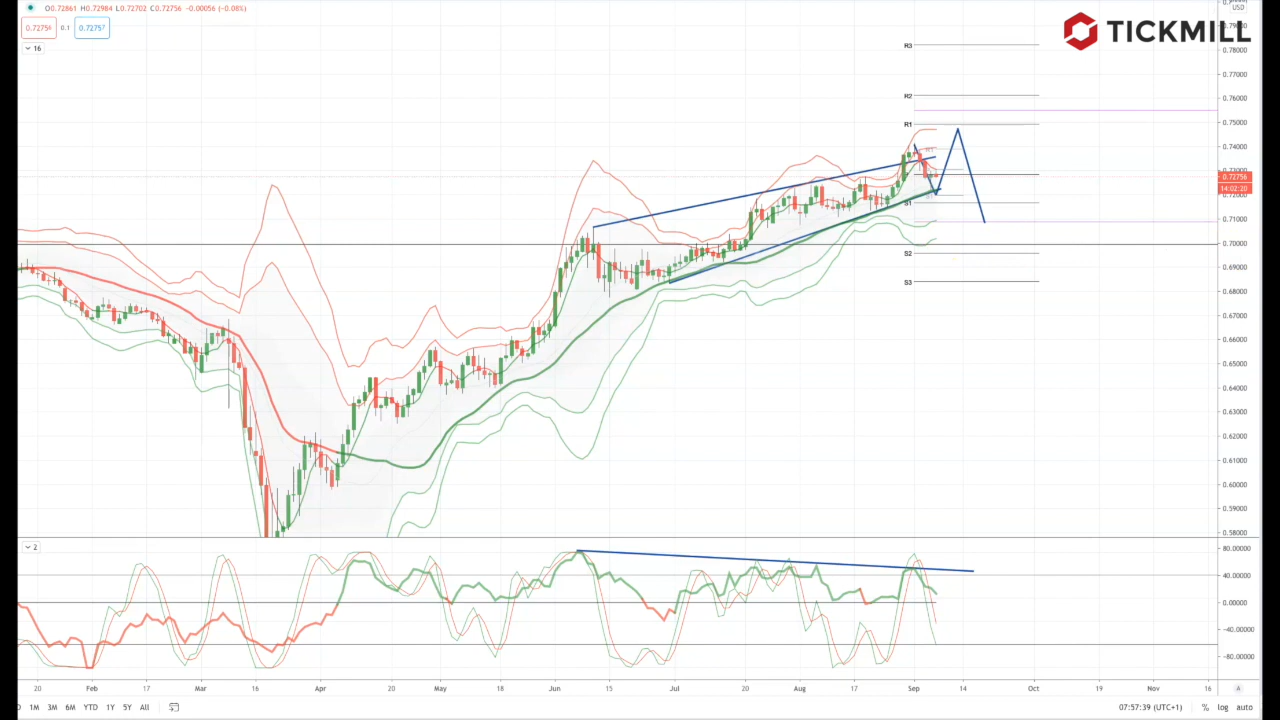 O0.72861 H0.72984 L0.72702 C0.72756 -0.00056 (-0.08%)
0.72756 0.1 0.72757
16
TICKMILL
USD
0.78000
0.77000
0.76000
0.75000
0.74000
0.72756
14:02:20
0.71000
0.70000
0.69000
0.68000
0.67000
0.66000
0.65000
0.64000
0.63000
0.62000
0.61000
0.60000
0.59000
0.58000
R3
R2
R1
S1
S2
S3
2
80.00000
40.00000
0.00000
-40.00000
-80.00000
20 Feb 17 Mar 16 Apr 20 May 18 Jun 15 Jul 20 Aug 17 Sep 14 Oct 19 Nov 16
A
1M 3M 6M YTD 1Y 5Y All
07:57:39 (UTC+1) % log auto